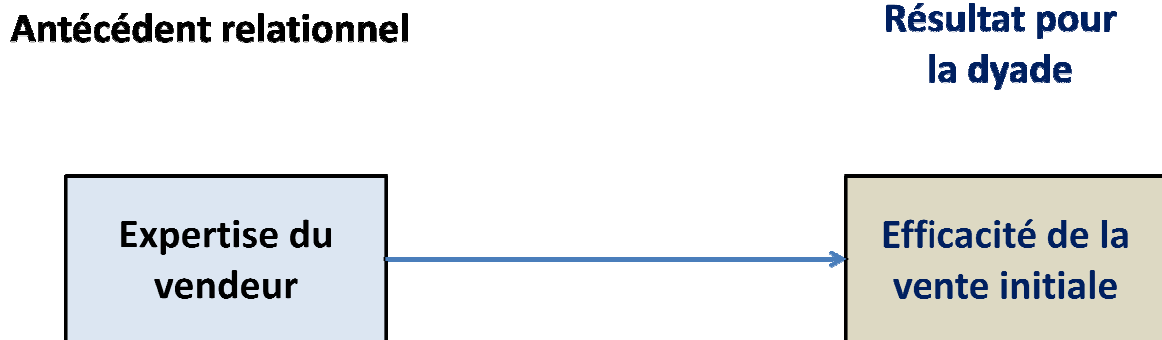 Antécédent relationnel
Résultat pour
la dyade
Expertise du
vendeur
Efficacité de la
vente initiale